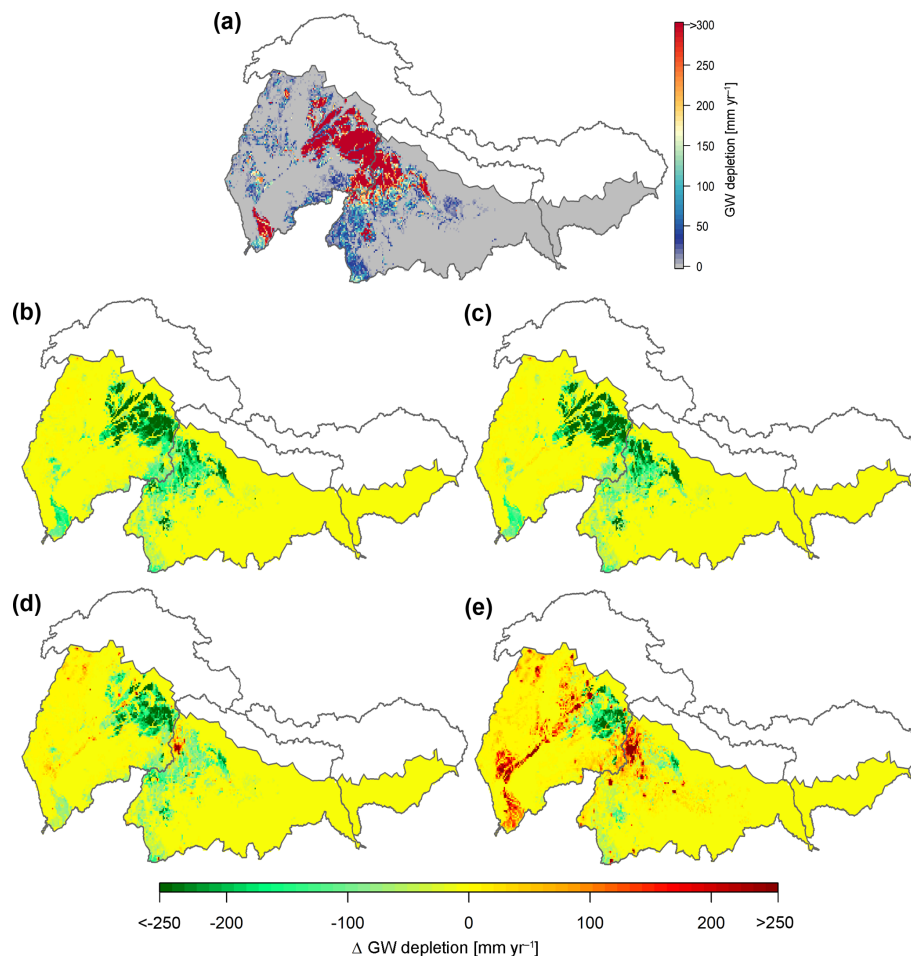 (a)
>300
200
150
100
50
0
GW depletion [mm yr⁻¹]
(b)
(c)
(d)
(e)
<-250 -200 -100 0 100 200 >250
Δ GW depletion [mm yr⁻¹]